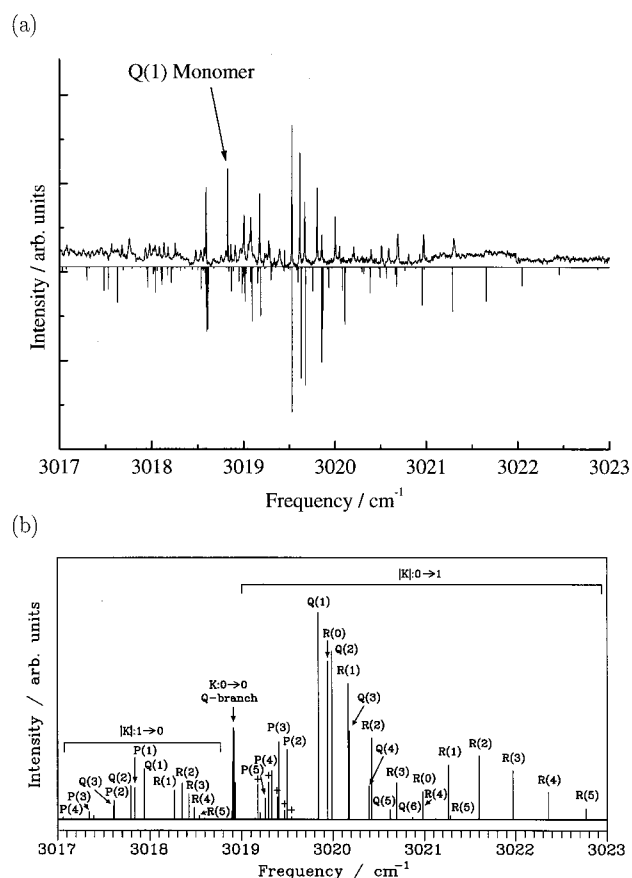 (a)
Q(1) Monomer
Intensity / arb. units
3017 3018 3019 3020 3021 3022 3023
Frequency / cm-1
(b)
|K|:0→1
Q(1)
R(0)
Q(2)
R(1)
K:0→0
Q-branch
Q(3)
|K|:1→0
P(3)
R(2)
P(1)
P(2)
Q(4)
R(1)
R(2)
Q(1)
P(4)
Q(2)
R(2)
P(5)
R(3)
R(0)
R(3)
Q(3)
P(2)
R(1)
R(3)
P(3)
R(4)
Q(5)
Q(6)
R(4)
R(4)
P(4)
R(5)
R(5)
R(5)
+ + + + +
Intensity / arb. units
3017 3018 3019 3020 3021 3022 3023
Frequency / cm-1